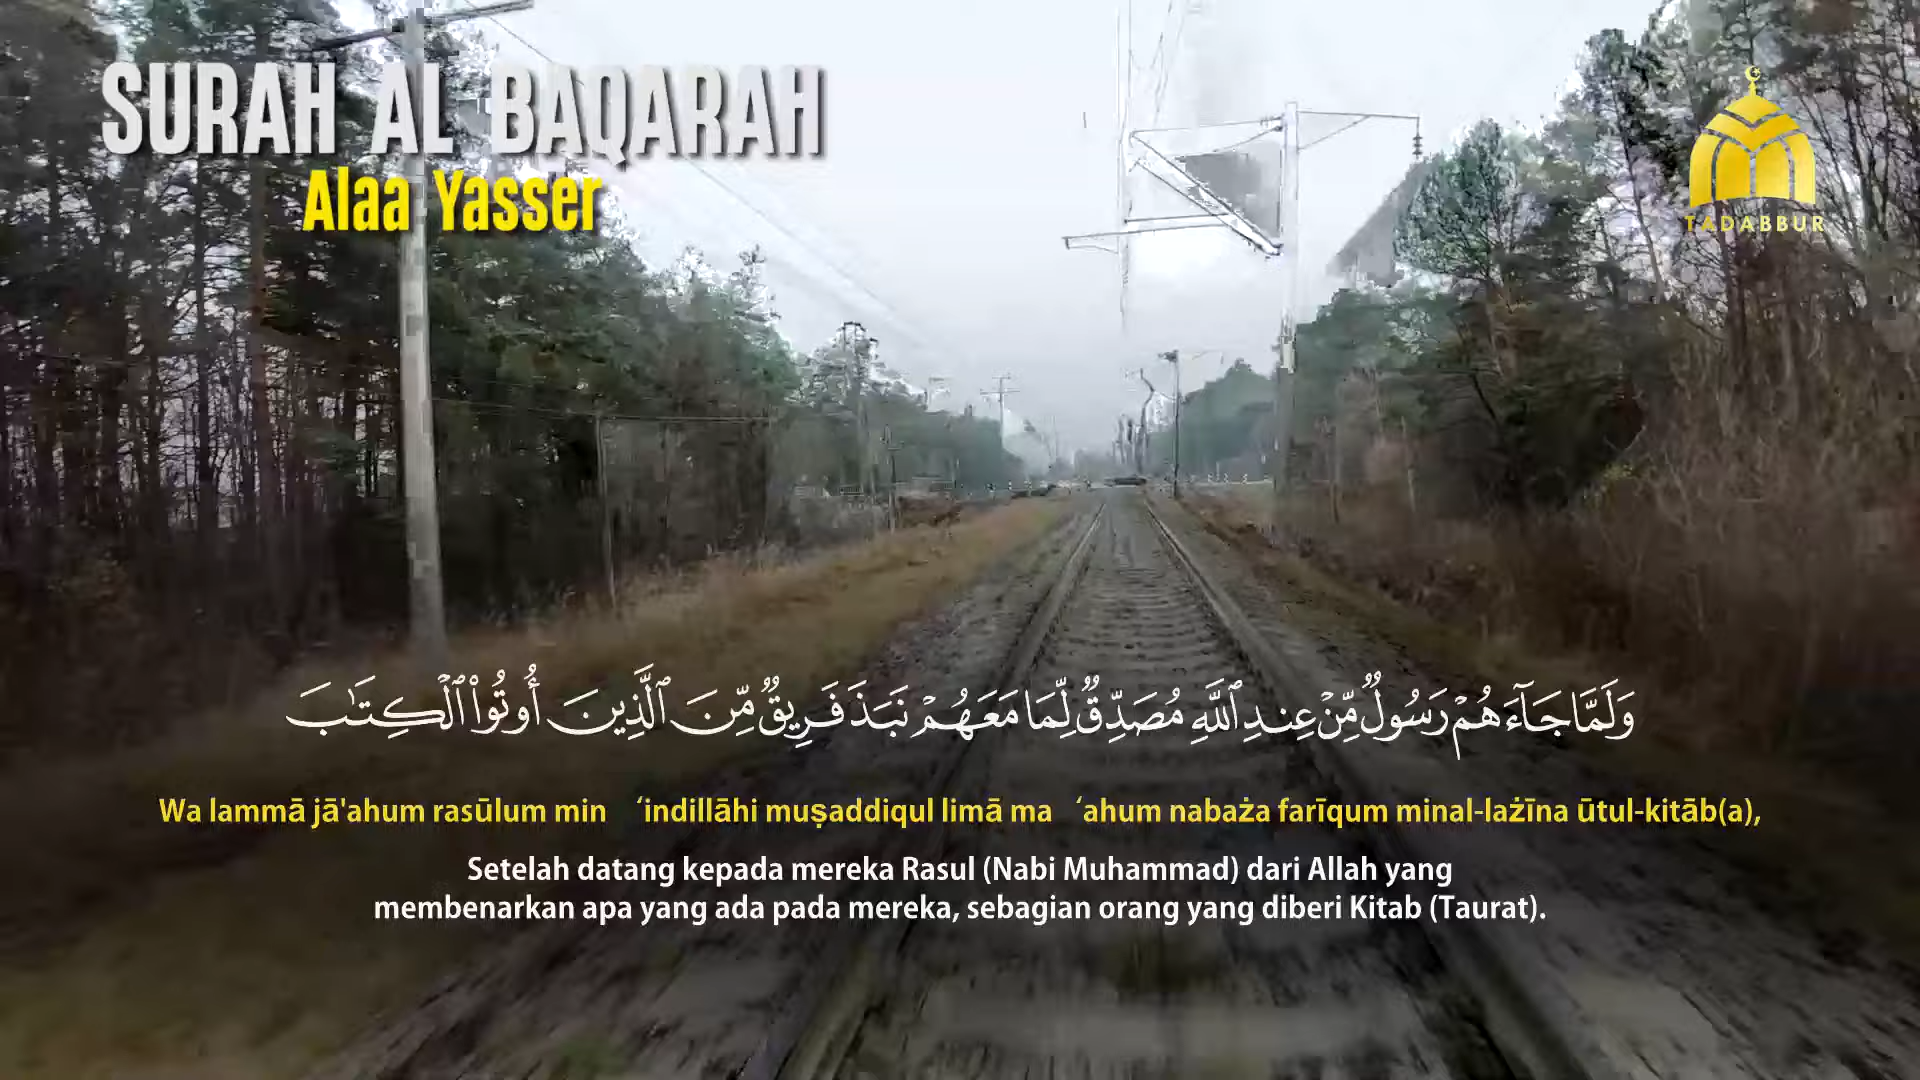 SURAH AL BAQARAH
Alaa Yasser
TADABBUR
وَلَمَّا جَآءَهُمْ رَسُولٌ مِّنْ عِندِ ٱللَّهِ مُصَدِّقٌ لِّمَا مَعَهُمْ نَبَذَ فَرِيقٌ مِّنَ ٱلَّذِينَ أُوتُوا۟ ٱلْكِتَـٰبَ
Wa lammā jā'ahum rasūlum min ‘indillāhi muṣaddiqul limā ma ‘ahum nabaża farīqum minal-lażīna ūtul-kitāb(a),
Setelah datang kepada mereka Rasul (Nabi Muhammad) dari Allah yang
membenarkan apa yang ada pada mereka, sebagian orang yang diberi Kitab (Taurat).